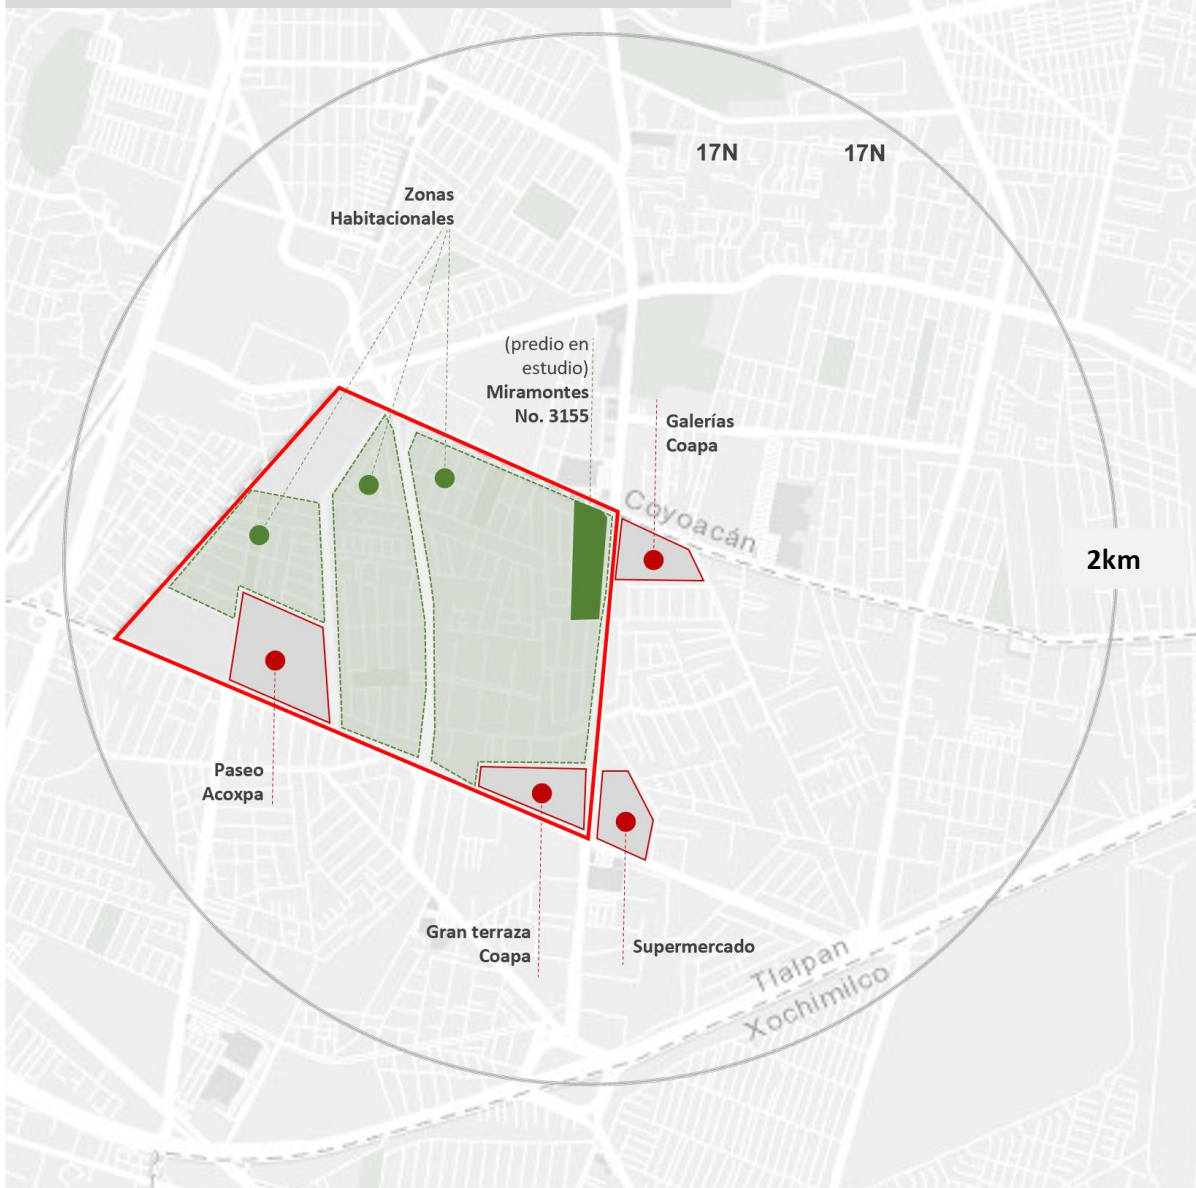 17N
17N
Zonas
Habitacionales
(predio en
estudio)
Miramontes
No. 3155
Galerías
Coapa
Coyoacán
2km
Paseo
Acoxpa
Gran terraza
Coapa
Supermercado
Tlalpan
Xochimilco